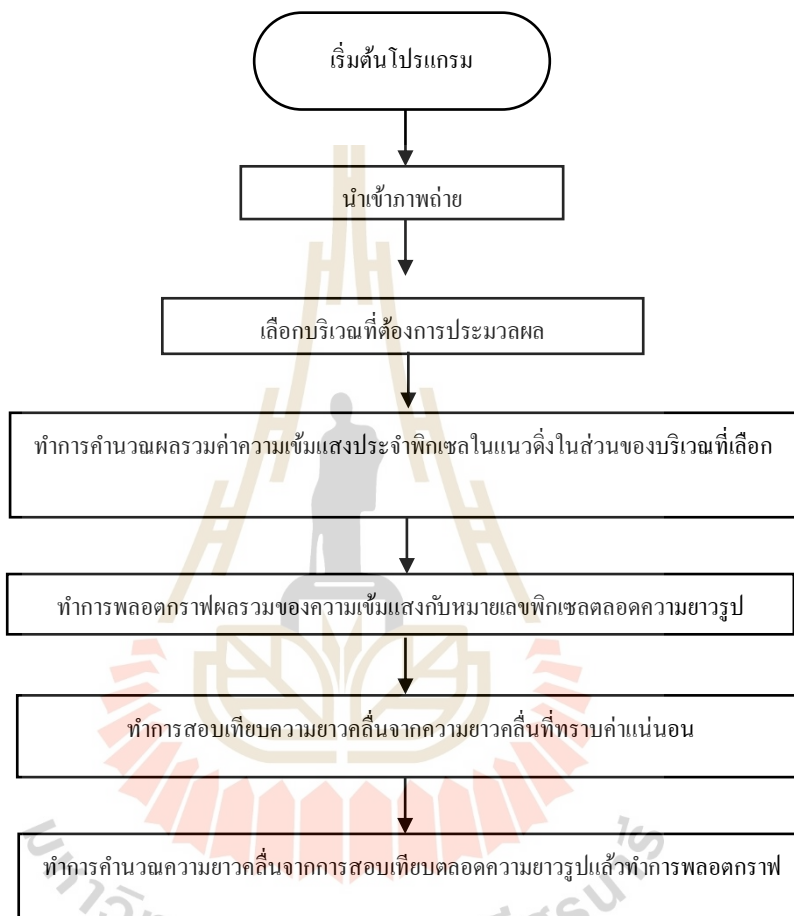 เริ่มต้นโปรแกรม
นำเข้าภาพถ่าย
เลือกบริเวณที่ต้องการประมวลผล
ทำการคำนวณผลรวมค่าความเข้มแสงประจำพิกเซลในแนวดิ่งในส่วนของบริเวณที่เลือก
ทำการพลอตกราฟผลรวมของความเข้มแสงกับหมายเลขพิกเซลตลอดความยาวรูป
ทำการสอบเทียบความยาวคลื่นจากความยาวคลื่นที่ทราบค่าแน่นอน
ทำการคำนวณความยาวคลื่นจากการสอบเทียบตลอดความยาวรูปแล้วทำการพลอตกราฟ